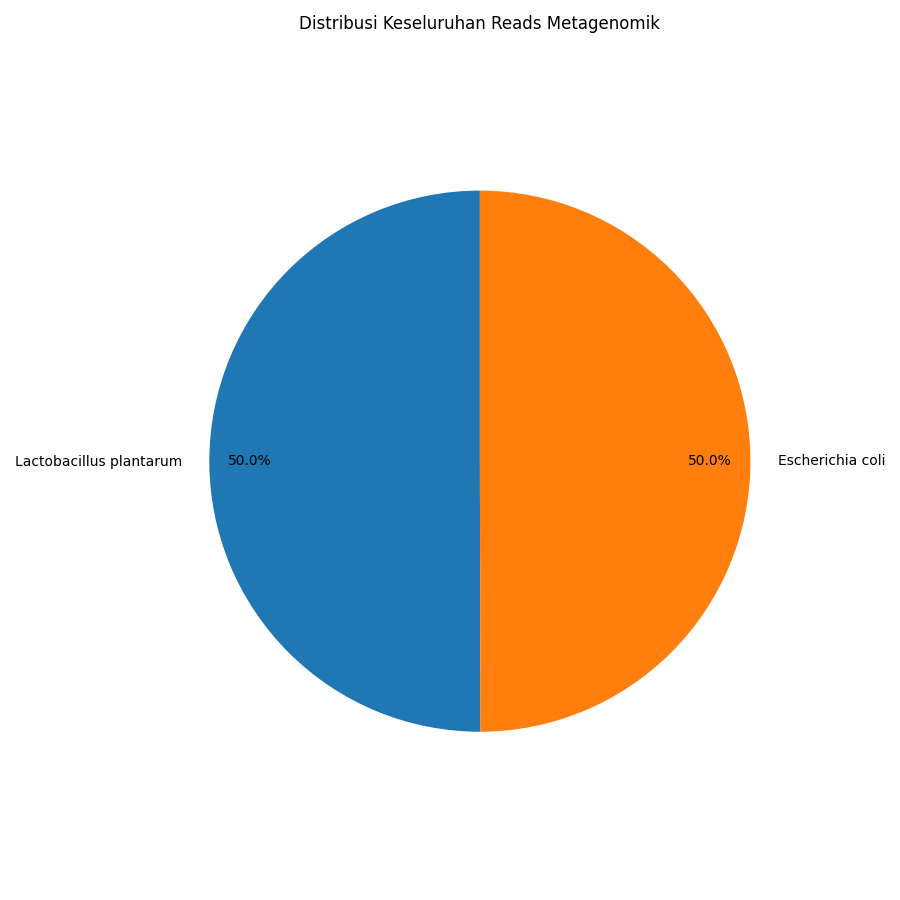 Distribusi Keseluruhan Reads Metagenomik
Lactobacillus plantarum
50.0%
50.0%
Escherichia coli